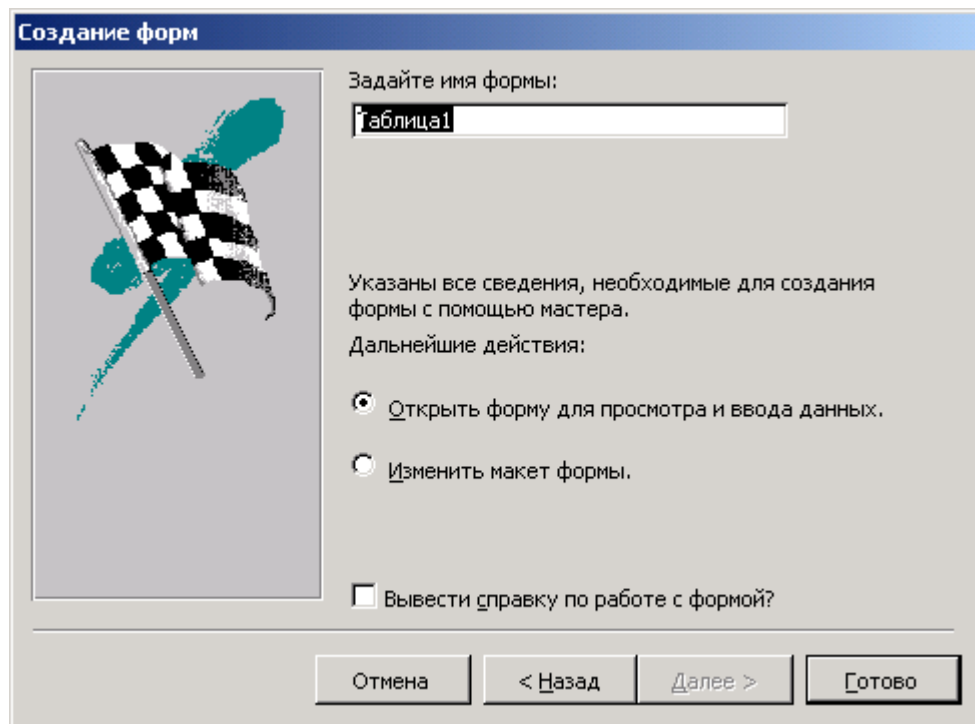 Создание форм
Задайте имя формы:
Таблица1
Указаны все сведения, необходимые для создания
формы с помощью мастера.
Дальнейшие действия:
Открыть форму для просмотра и ввода данных.
Изменить макет формы.
Вывести справку по работе с формой?
Отмена
< Назад
Далее >
Готово